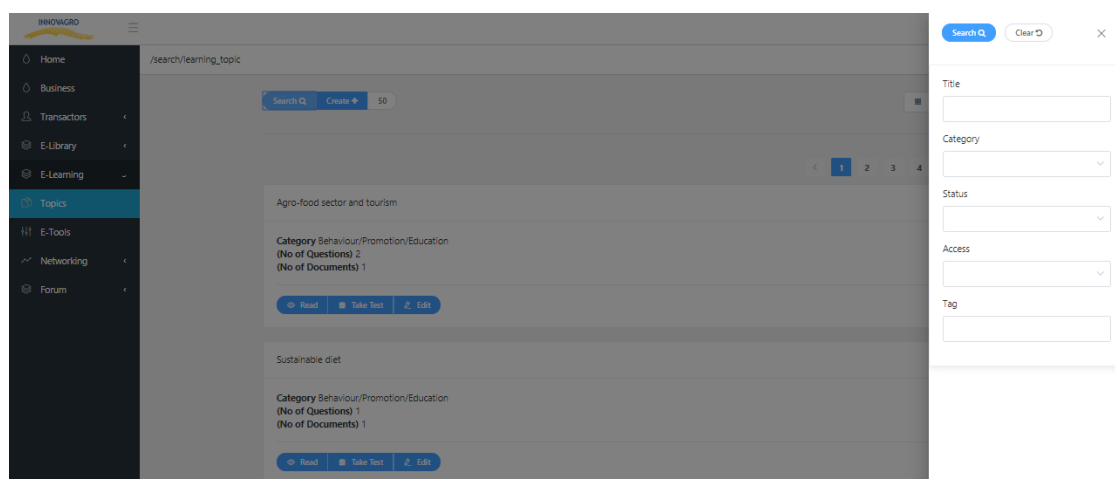 INNOVAGRO
Home
Business
Transactors
E-Library
E-Learning
Topics
E-Tools
Networking
Forum
/search/learning_topic
Search Create 50
1 2 3 4
Agro-food sector and tourism
Category Behaviour/Promotion/Education
(No of Questions) 2
(No of Documents) 1
Read Take Test Edit
Sustainable diet
Category Behaviour/Promotion/Education
(No of Questions) 1
(No of Documents) 1
Read Take Test Edit
Search Clear
Title
Category
Status
Access
Tag